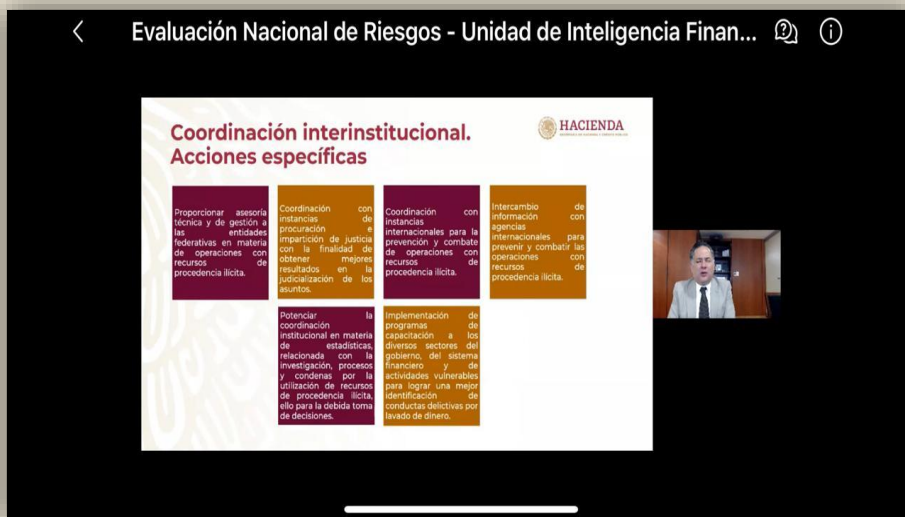 Evaluación Nacional de Riesgos - Unidad de Inteligencia Finan...
Coordinación interinstitucional.
Acciones específicas
HACIENDA
Proporcionar asesoría
técnica y de gestión a
las entidades
federativas en materia
de operaciones con
recursos de
procedencia ilícita.
Coordinación con
instancias de
procuración e
impartición de justicia
con la finalidad de
obtener mejores
resultados en la
judicialización de los
asuntos.
Coordinación con
instancias
internacionales para la
prevención y combate
de operaciones con
recursos de
procedencia ilícita.
Intercambio de
información con
agencias
internacionales para
prevenir y combatir las
operaciones con
recursos de
procedencia ilícita.
Potenciar la
coordinación
institucional en materia
de estadísticas,
relacionada con la
investigación, procesos
y condenas por la
utilización de recursos
de procedencia ilícita,
ello para la debida toma
de decisiones.
Implementación de
programas de
capacitación a los
diversos sectores del
gobierno, del sistema
financiero y de
actividades vulnerables
para lograr una mejor
identificación de
conductas delictivas por
lavado de dinero.